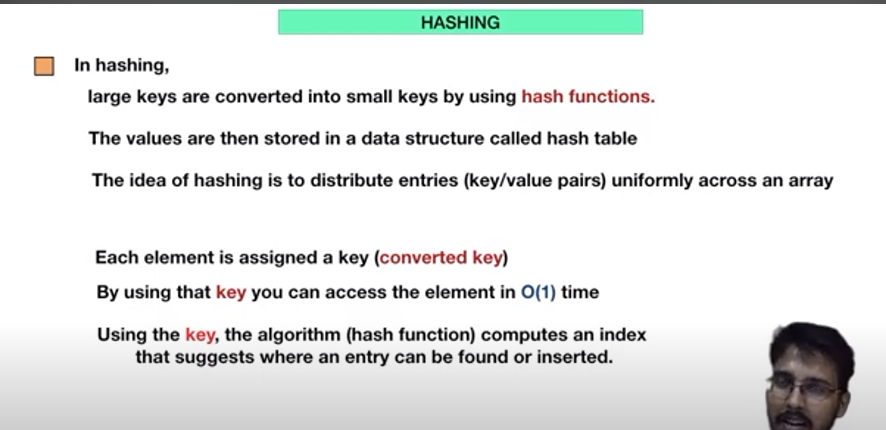 HASHING
In hashing,
large keys are converted into small keys by using hash functions.
The values are then stored in a data structure called hash table
The idea of hashing is to distribute entries (key/value pairs) uniformly across an array
Each element is assigned a key (converted key)
By using that key you can access the element in O(1) time
Using the key, the algorithm (hash function) computes an index
that suggests where an entry can be found or inserted.